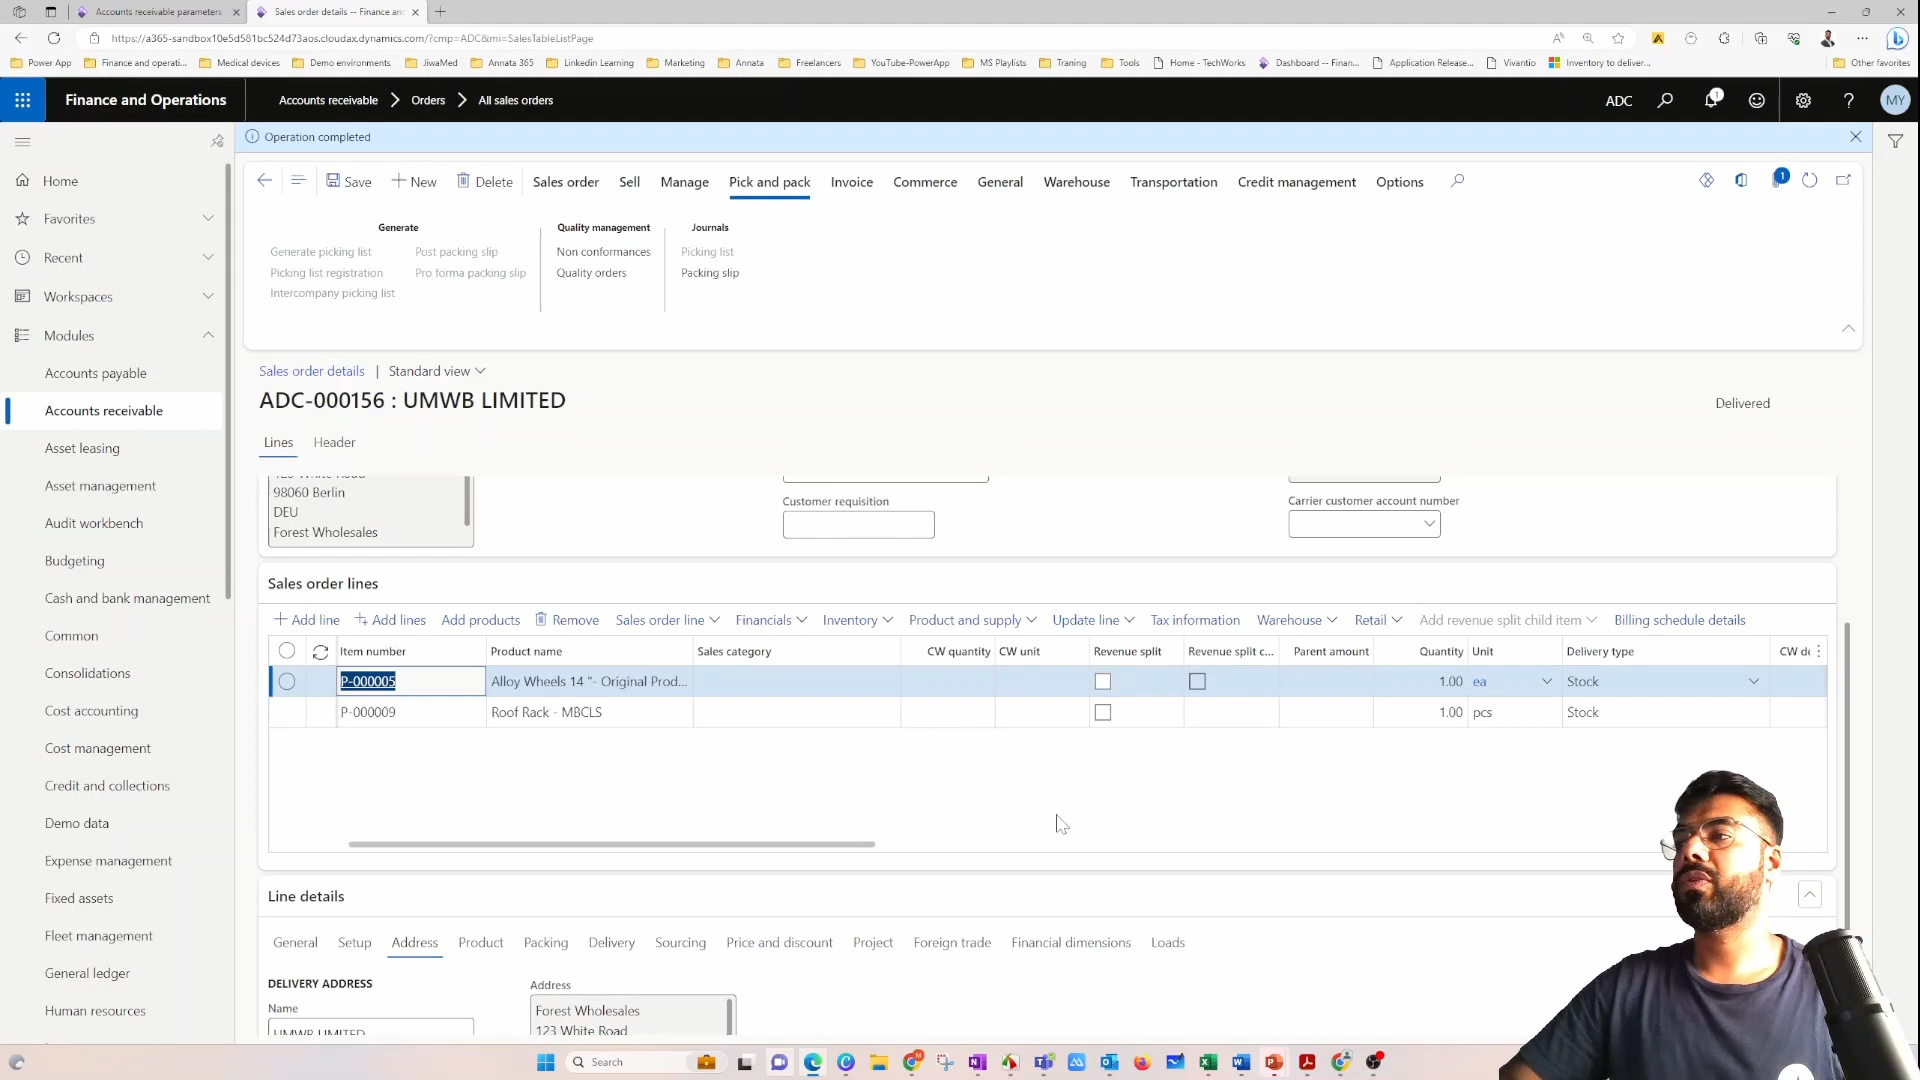 Accounts receivable parameters
Sales order details -- Finance and
https://a365-sandbox10e5d581bc524d73aos.cloudax.dynamics.com/?cmp=ADC&mi=SalesTableListPage
Power App
Finance and operati...
Medical devices
Demo environments
JiwaMed
Annata 365
Linkedin Learning
Marketing
Annata
Freelancers
YouTube-PowerApp
MS Playlists
Traning
Tools
Home - TechWorks
Dashboard -- Finan...
Application Release...
Vivantio
Inventory to deliver...
Other favorites
Finance and Operations
Accounts receivable
Orders
All sales orders
ADC
1
?
MY
Operation completed
Save
New
Delete
Sales order
Sell
Manage
Pick and pack
Invoice
Commerce
General
Warehouse
Transportation
Credit management
Options
1
Generate
Quality management
Journals
Generate picking list
Post packing slip
Non conformances
Picking list
Picking list registration
Pro forma packing slip
Quality orders
Packing slip
Intercompany picking list
Home
Favorites
Recent
Workspaces
Modules
Accounts payable
Accounts receivable
Asset leasing
Asset management
Audit workbench
Budgeting
Cash and bank management
Common
Consolidations
Cost accounting
Cost management
Credit and collections
Demo data
Expense management
Fixed assets
Fleet management
General ledger
Human resources
Sales order details | Standard view
ADC-000156 : UMWB LIMITED
Delivered
Lines
Header
123 White Road
98060 Berlin
DEU
Forest Wholesales
Customer requisition
Carrier customer account number
Sales order lines
Add line
Add lines
Add products
Remove
Sales order line
Financials
Inventory
Product and supply
Update line
Tax information
Warehouse
Retail
Add revenue split child item
Billing schedule details
Item number
Product name
Sales category
CW quantity
CW unit
Revenue split
Revenue split c...
Parent amount
Quantity
Unit
Delivery type
CW de
P-000005
Alloy Wheels 14 "- Original Prod...
1.00
ea
Stock
P-000009
Roof Rack - MBCLS
1.00
pcs
Stock
Line details
General
Setup
Address
Product
Packing
Delivery
Sourcing
Price and discount
Project
Foreign trade
Financial dimensions
Loads
DELIVERY ADDRESS
Name
UMWB LIMITED
Address
Forest Wholesales
123 White Road
Search